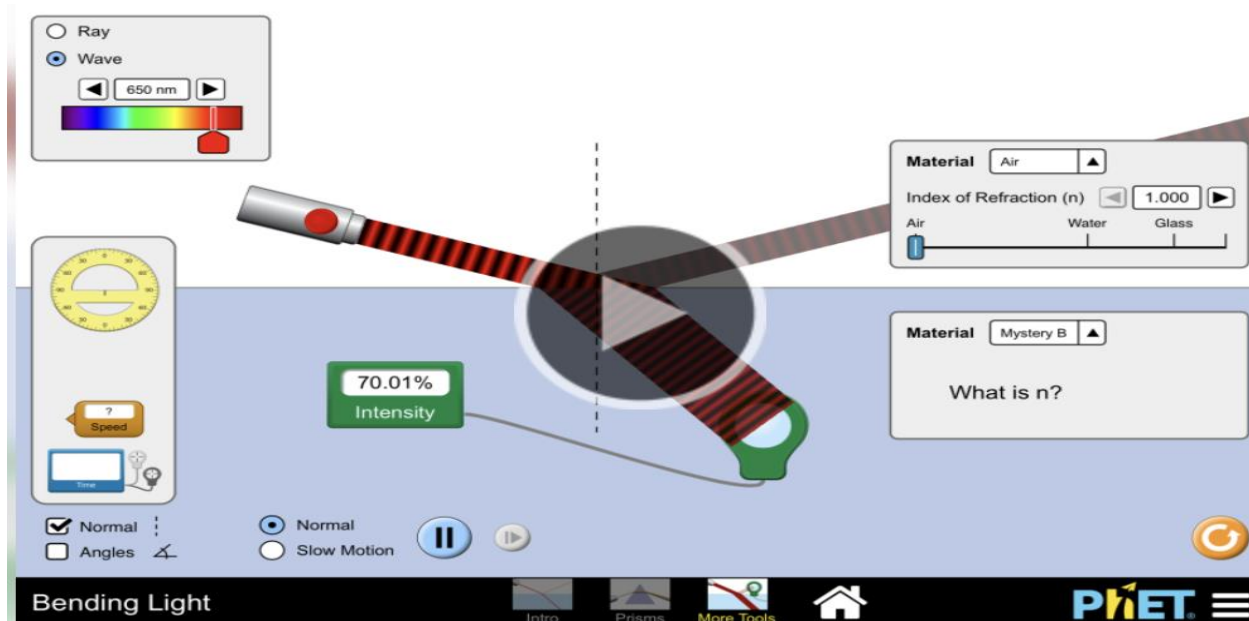 Ray
Wave
650 nm
Material Air
Index of Refraction (n) 1.000
Air Water Glass
70.01%
Intensity
Material Mystery B
What is n?
?
Speed
Time
Normal
Angles
Normal
Slow Motion
Bending Light
Intro
Prisms
More Tools
PhET